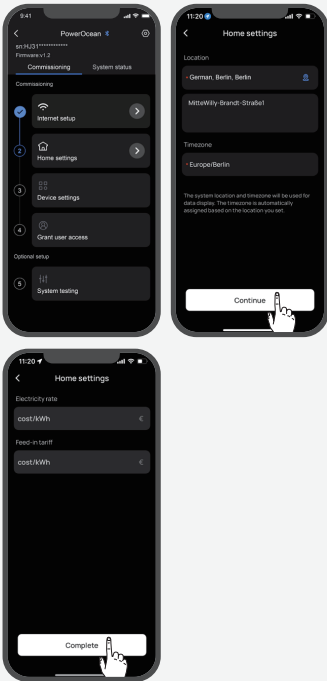 9:41
PowerOcean
sn:HJ31************
Firmware:v1.2
Commissioning System status
Commissioning
Internet setup
2
Home settings
3
Device settings
4
Grant user access
Optional setup
5
System testing
11:20
Home settings
Location
- German, Berlin, Berlin
MitteWilly-Brandt-Straße1
Timezone
- Europe/Berlin
The system location and timezone will be used for
data display. The timezone is automatically
assigned based on the location you set.
Continue
11:20
Home settings
Electricity rate
cost/kWh €
Feed-in tariff
cost/kWh €
Complete